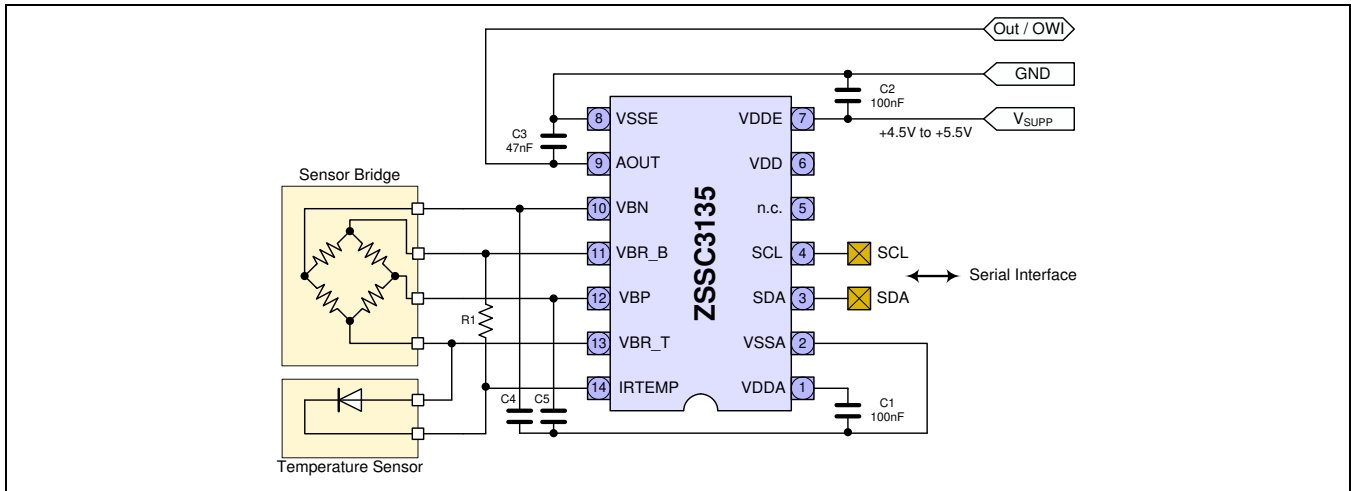 Out / OWI
GND
C2
100nF
V_SUPP
+4.5V to +5.5V
C3
47nF
8 VSSE VDDE 7
9 AOUT VDD 6
Sensor Bridge
10 VBN n.c. 5
11 VBR_B SCL 4 SCL
Serial Interface
12 VBP SDA 3 SDA
R1
13 VBR_T VSSA 2
14 IRTEMP VDDA 1
ZSSC3135
C4 C5
C1
100nF
Temperature Sensor